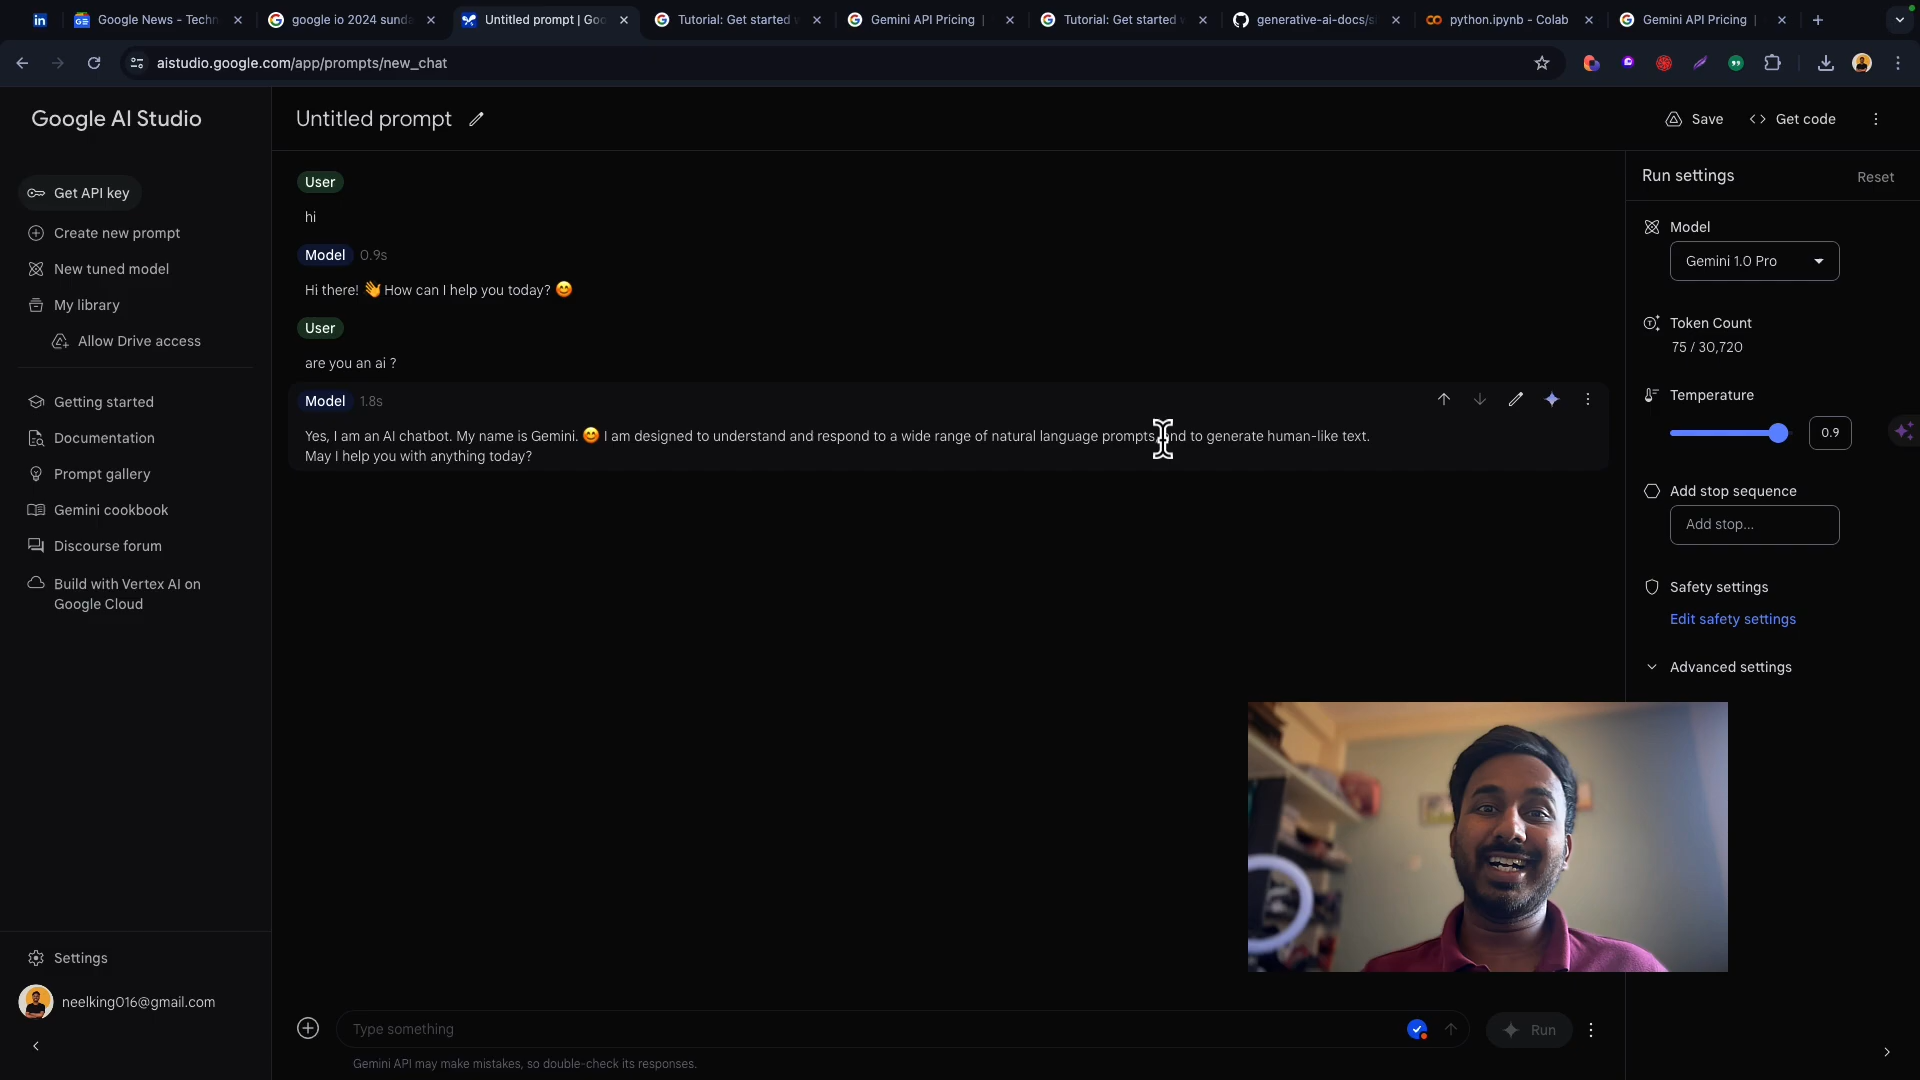 Google News - Techn
google io 2024 sunda
Untitled prompt | Goo
Tutorial: Get started w
Gemini API Pricing |
Tutorial: Get started w
generative-ai-docs/si
python.ipynb - Colab
Gemini API Pricing |
aistudio.google.com/app/prompts/new_chat
Google AI Studio
Get API key
Create new prompt
New tuned model
My library
Allow Drive access
Getting started
Documentation
Prompt gallery
Gemini cookbook
Discourse forum
Build with Vertex AI on
Google Cloud
Settings
neelking016@gmail.com
Untitled prompt
Save
<> Get code
User
hi
Model 0.9s
Hi there! 👋 How can I help you today? 😊
User
are you an ai ?
Model 1.8s
Yes, I am an AI chatbot. My name is Gemini. 😊 I am designed to understand and respond to a wide range of natural language prompts and to generate human-like text.
May I help you with anything today?
Type something
Run
Gemini API may make mistakes, so double-check its responses.
Run settings
Reset
Model
Gemini 1.0 Pro
Token Count
75 / 30,720
Temperature
0.9
Add stop sequence
Add stop...
Safety settings
Edit safety settings
Advanced settings